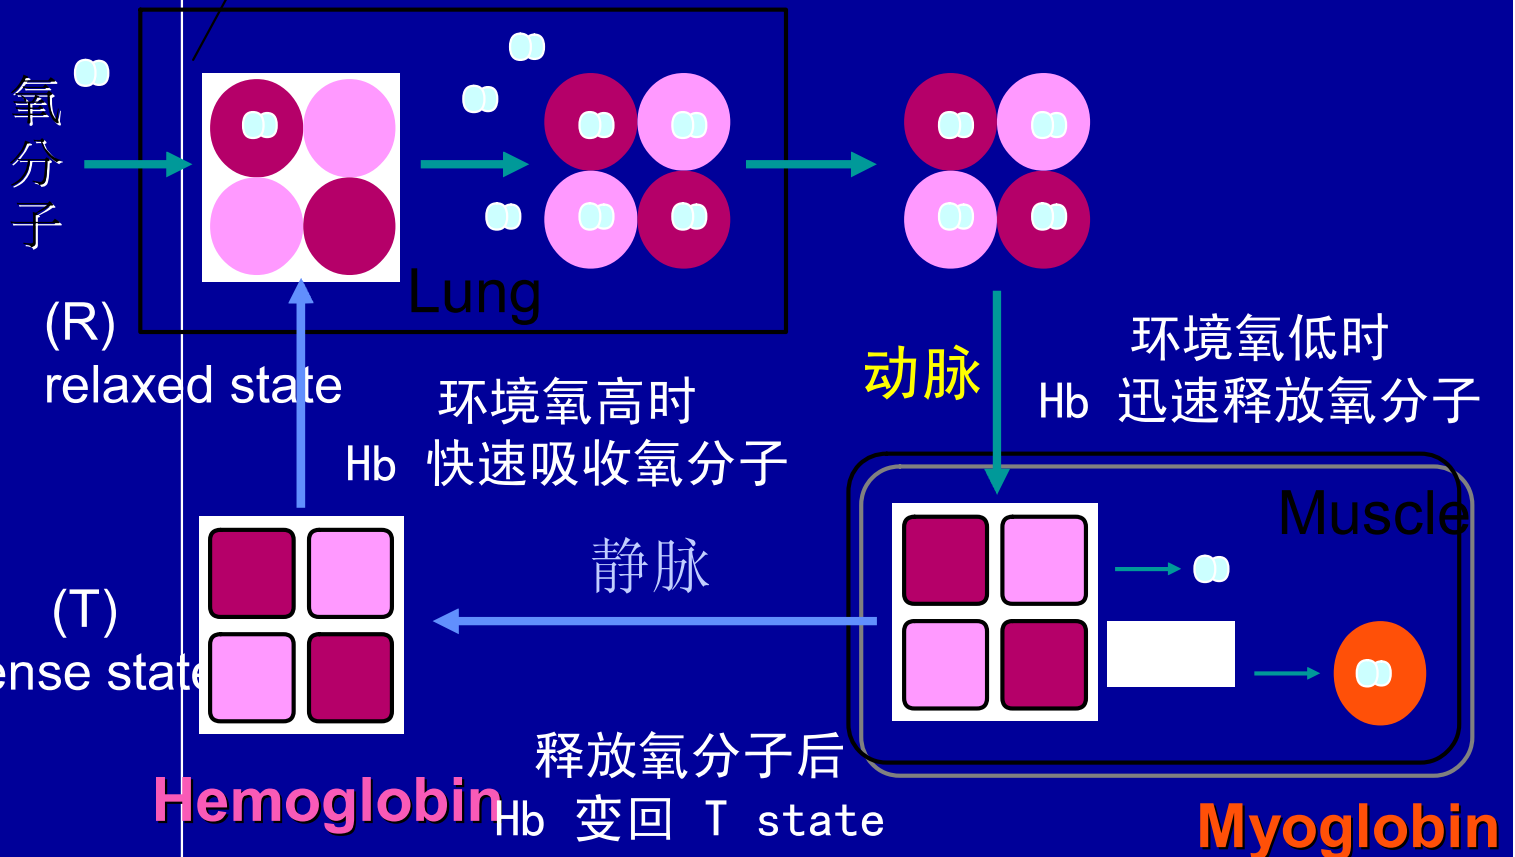 氧分子
Lung
(R)
relaxed state
环境氧高时
Hb 快速吸收氧分子
动脉
环境氧低时
Hb 迅速释放氧分子
Muscle
静脉
(T)
ense state
释放氧分子后
Hb 变回 T state
Hemoglobin
Myoglobin